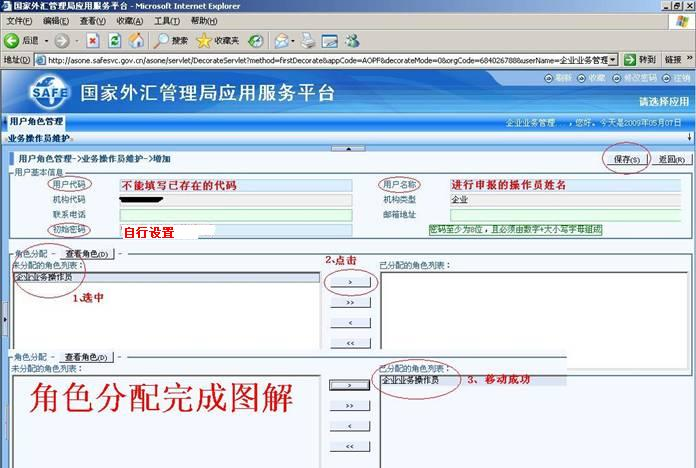 国家外汇管理局应用服务平台 - Microsoft Internet Explorer
文件(F) 编辑(E) 查看(V) 收藏(A) 工具(T) 帮助(H)
后退 搜索 收藏夹
地址(D) http://asone.safesvc.gov.cn/asone/servlet/DecorateServlet?method=firstDecorate&appCode=AOPF&decorateMode=0&orgCode=684026788&userName=企业业务管理 转到 链接 »
刷新 收藏 修改密码 注销
SAFE 国家外汇管理局应用服务平台
请选择应用
用户角色管理 企业业务管理...，您好。今天是2009年05月07日
业务操作员维护
用户角色管理->业务操作员维护->增加 保存(S) 返回(R)
用户基本信息
用户代码 不能填写已存在的代码 用户名称 进行申报的操作员姓名
机构代码 机构类型 企业
联系电话 邮箱地址
初始密码 自行设置 密码至少为8位，且必须由数字+大小写字母组成
角色分配 - 查看角色(D) -
未分配的角色列表： 2、点击 已分配的角色列表：
企业业务操作员 >
1、选中 >>
<
<<
角色分配 - 查看角色(D) -
未分配的角色列表： 已分配的角色列表：
> 企业业务操作员 3、移动成功
角色分配完成图解
>>
<
<<